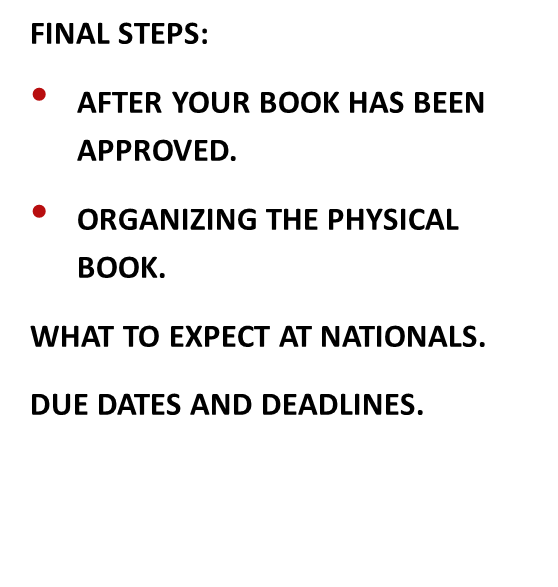 FINAL STEPS:
• AFTER YOUR BOOK HAS BEEN
APPROVED.
• ORGANIZING THE PHYSICAL
BOOK.
WHAT TO EXPECT AT NATIONALS.
DUE DATES AND DEADLINES.